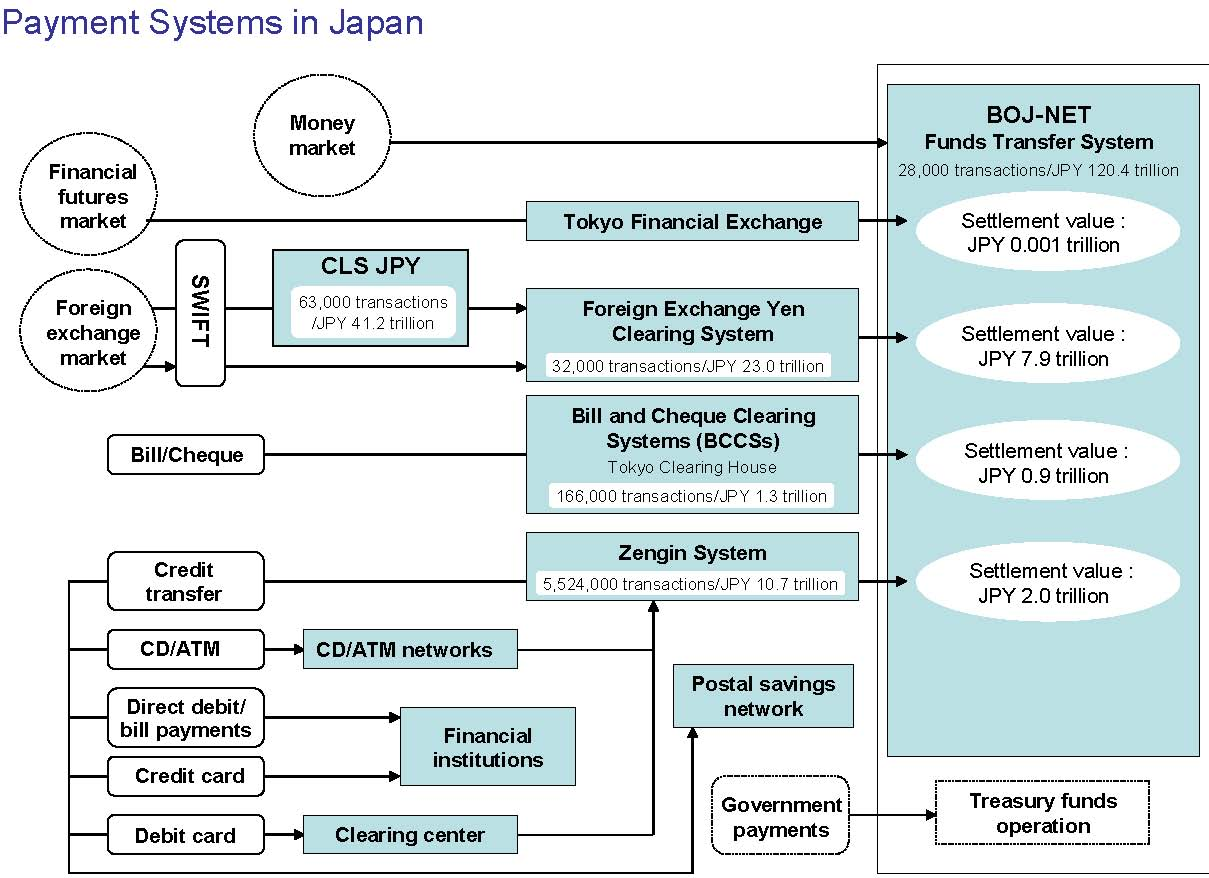 Payment Systems in Japan
Money
market
BOJ-NET
Funds Transfer System
28,000 transactions/JPY 120.4 trillion
Financial
futures
market
Tokyo Financial Exchange
Settlement value :
JPY 0.001 trillion
SWIFT
CLS JPY
63,000 transactions
/JPY 41.2 trillion
Foreign
exchange
market
Foreign Exchange Yen
Clearing System
32,000 transactions/JPY 23.0 trillion
Settlement value :
JPY 7.9 trillion
Bill/Cheque
Bill and Cheque Clearing
Systems (BCCSs)
Tokyo Clearing House
166,000 transactions/JPY 1.3 trillion
Settlement value :
JPY 0.9 trillion
Credit
transfer
Zengin System
5,524,000 transactions/JPY 10.7 trillion
Settlement value :
JPY 2.0 trillion
CD/ATM
CD/ATM networks
Postal savings
network
Direct debit/
bill payments
Financial
institutions
Credit card
Debit card
Clearing center
Government
payments
Treasury funds
operation